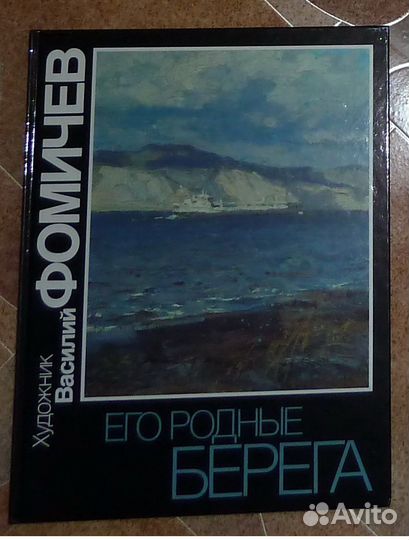 Художник
Василий
ФОМИЧЕВ
ЕГО РОДНЫЕ
БЕРЕГА
Avito